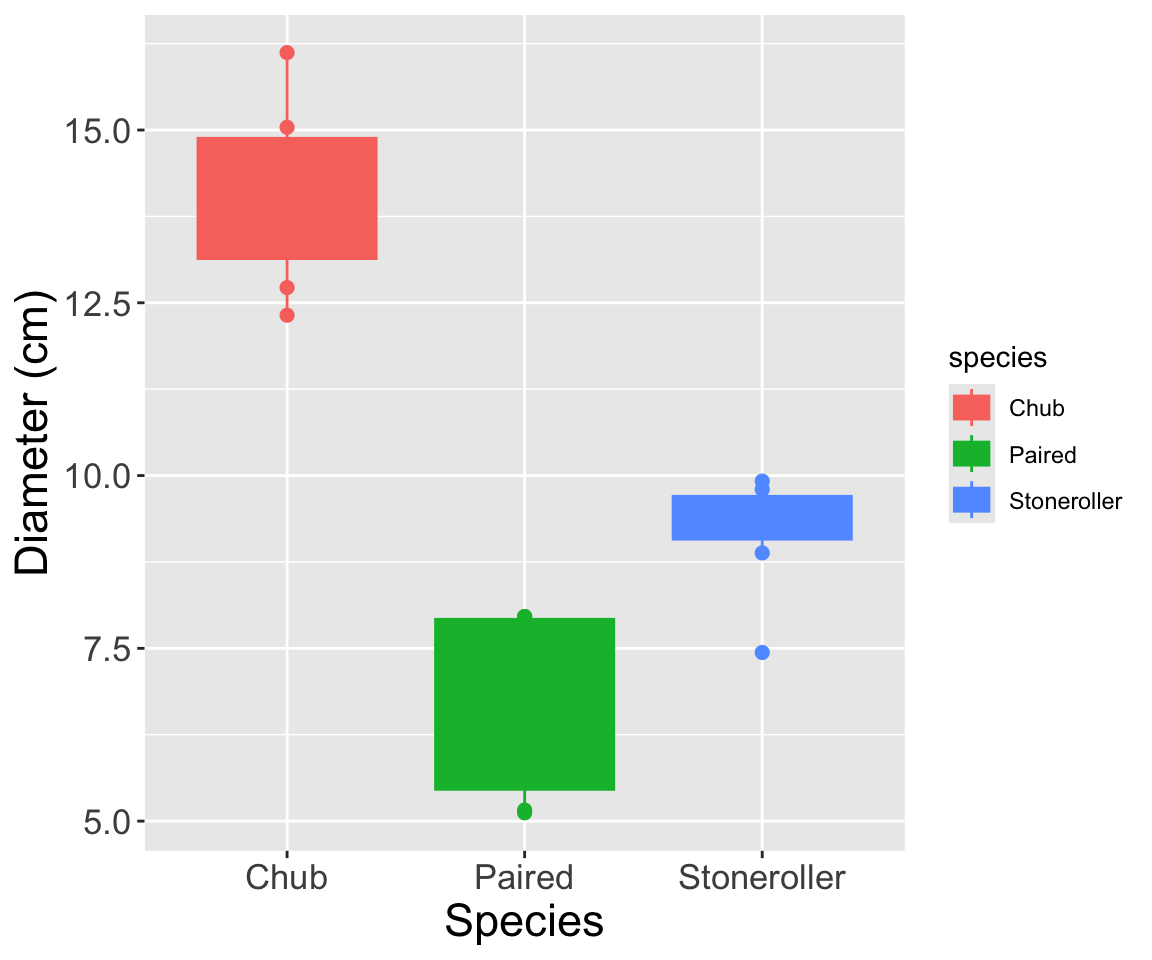 15.0
12.5
10.0
7.5
5.0
Diameter (cm)
Chub
Paired
Stoneroller
Species
species
Chub
Paired
Stoneroller